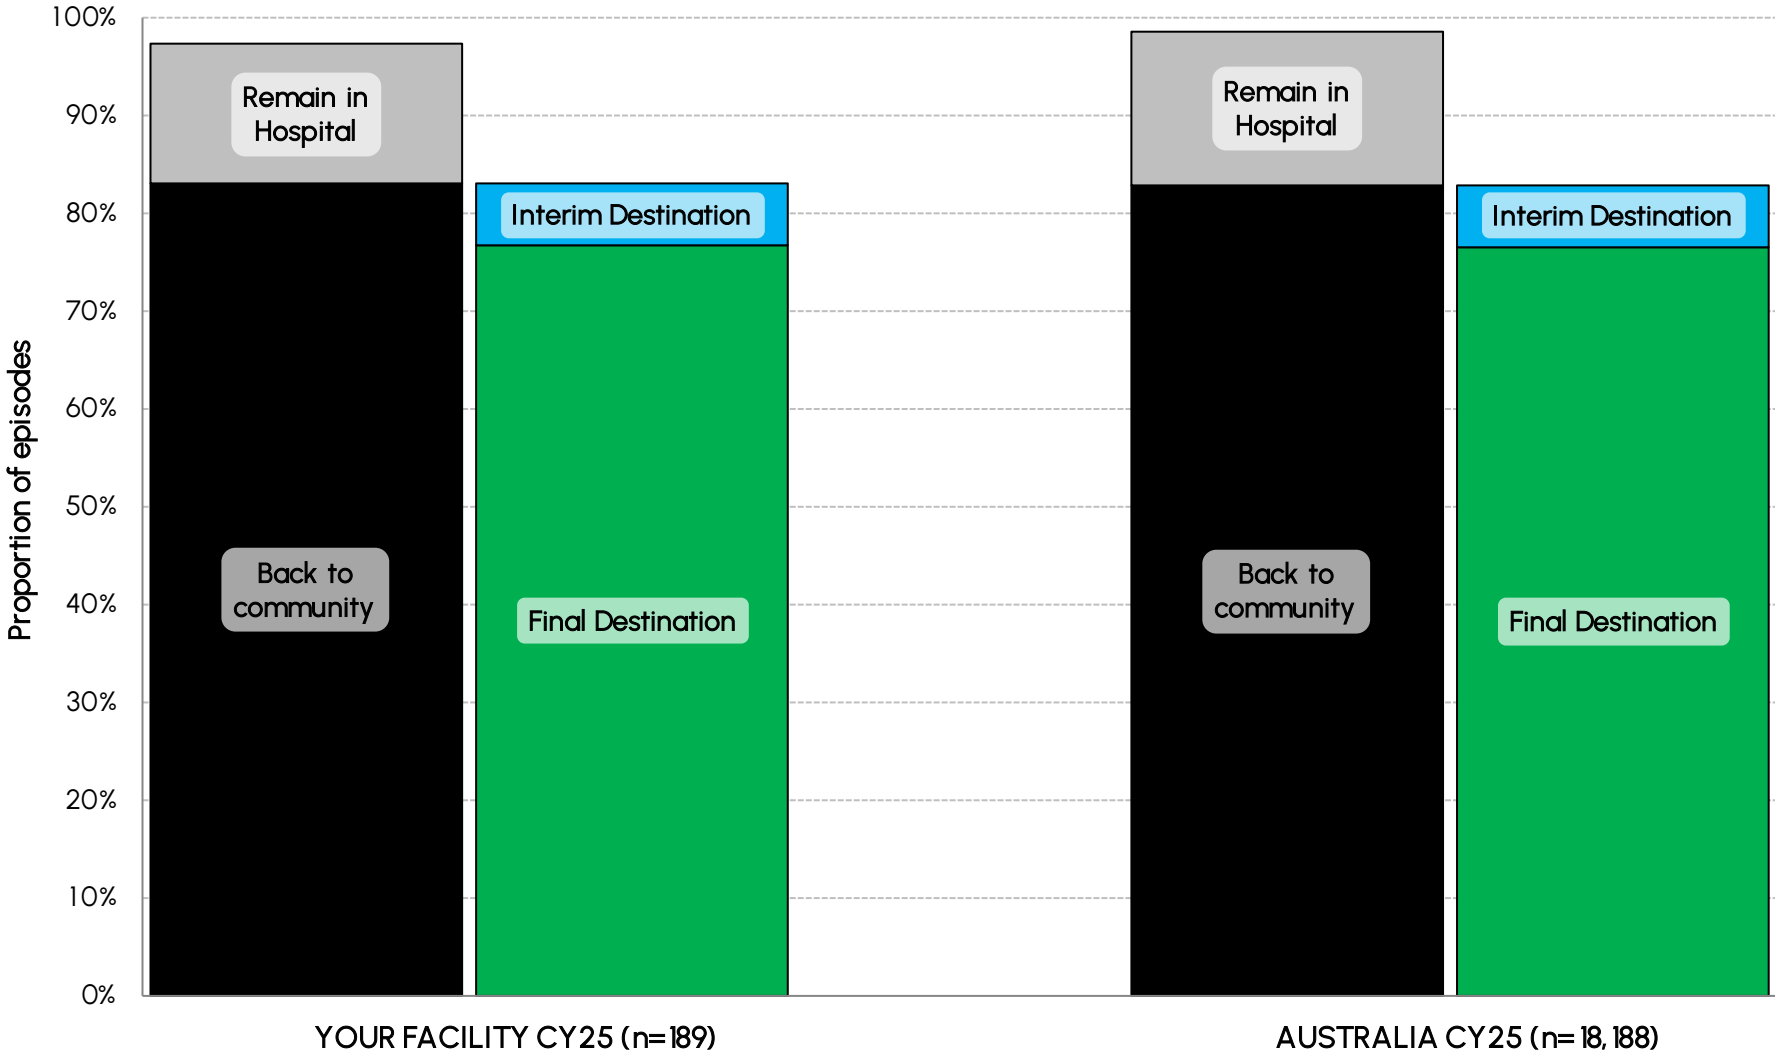 100%
90%
80%
70%
60%
50%
40%
30%
20%
10%
0%
Proportion of episodes
Remain in
Hospital
Back to
community
Interim Destination
Final Destination
Remain in
Hospital
Back to
community
Interim Destination
Final Destination
YOUR FACILITY CY25 (n=189)
AUSTRALIA CY25 (n=18,188)